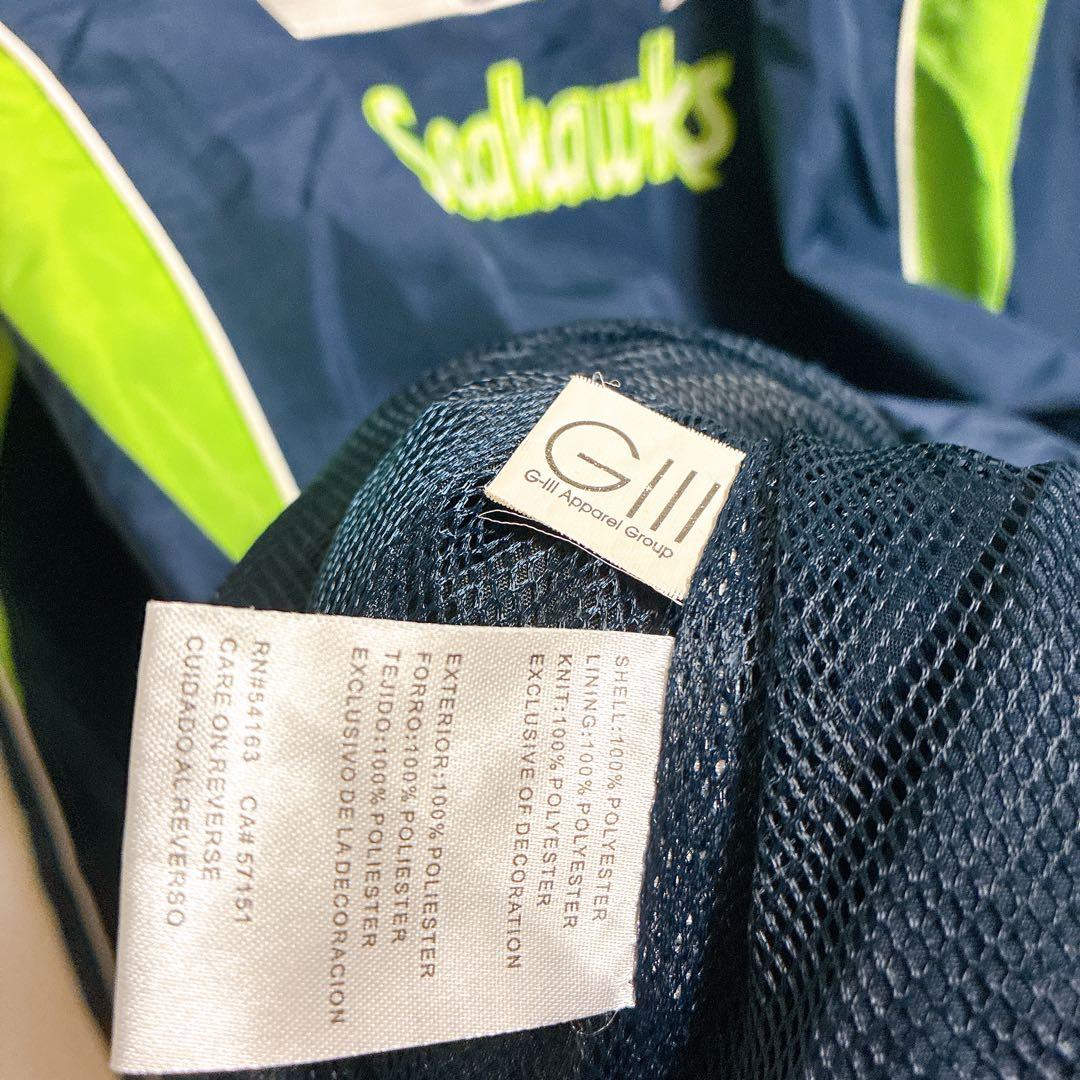 Seahawks
GIII
G-III Apparel Group
SHELL:100% POLYESTER
LINING:100% POLYESTER
KNIT:100% POLYESTER
EXCLUSIVE OF DECORATION
EXTERIOR:100% POLIESTER
FORRO:100% POLIESTER
TEJIDO:100% POLIESTER
EXCLUSIVO DE LA DECORACION
RN#54163 CA# 57151
CARE ON REVERSE
CUIDADO AL REVERSO